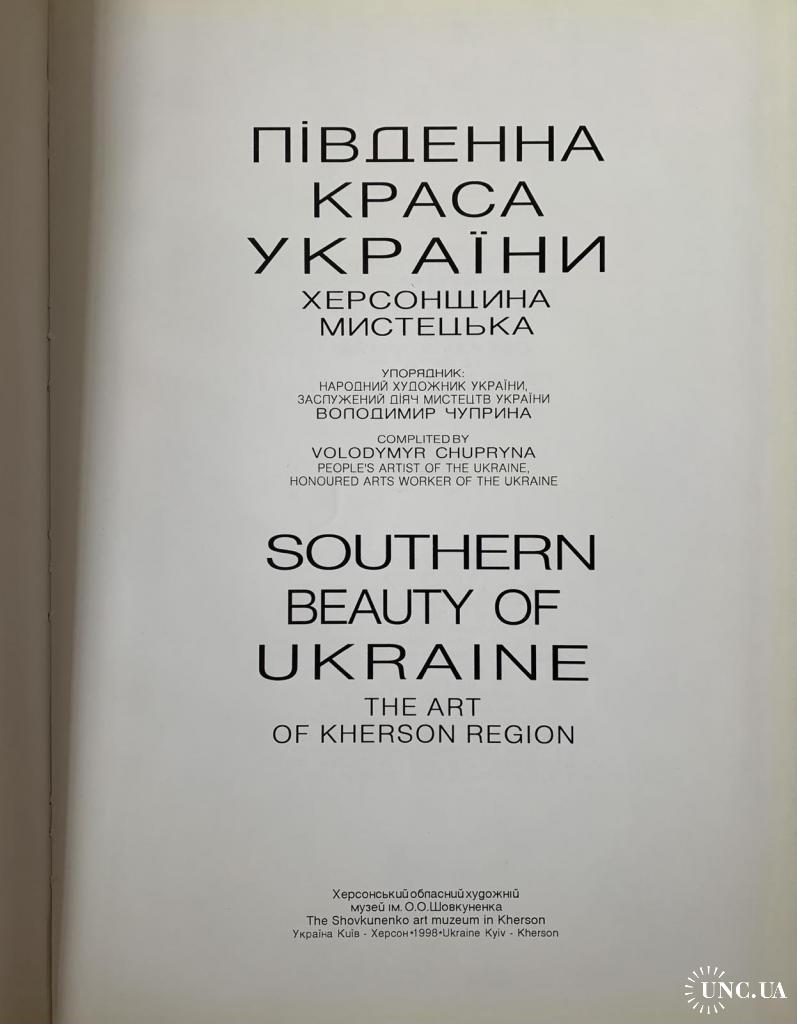 ПІВДЕННА
КРАСА
УКРАЇНИ
ХЕРСОНЩИНА
МИСТЕЦЬКА
УПОРЯДНИК:
НАРОДНИЙ ХУДОЖНИК УКРАЇНИ,
ЗАСЛУЖЕНИЙ ДІЯЧ МИСТЕЦТВ УКРАЇНИ
ВОЛОДИМИР ЧУПРИНА
COMPLITED BY
VOLODYMYR CHUPRYNA
PEOPLE'S ARTIST OF THE UKRAINE,
HONOURED ARTS WORKER OF THE UKRAINE
SOUTHERN
BEAUTY OF
UKRAINE
THE ART
OF KHERSON REGION
Херсонський обласний художній
музей ім. О.О.Шовкуненка
The Shovkunenko art muzeum in Kherson
Україна Київ - Херсон•1998•Ukraine Kyiv - Kherson
UNC.UA